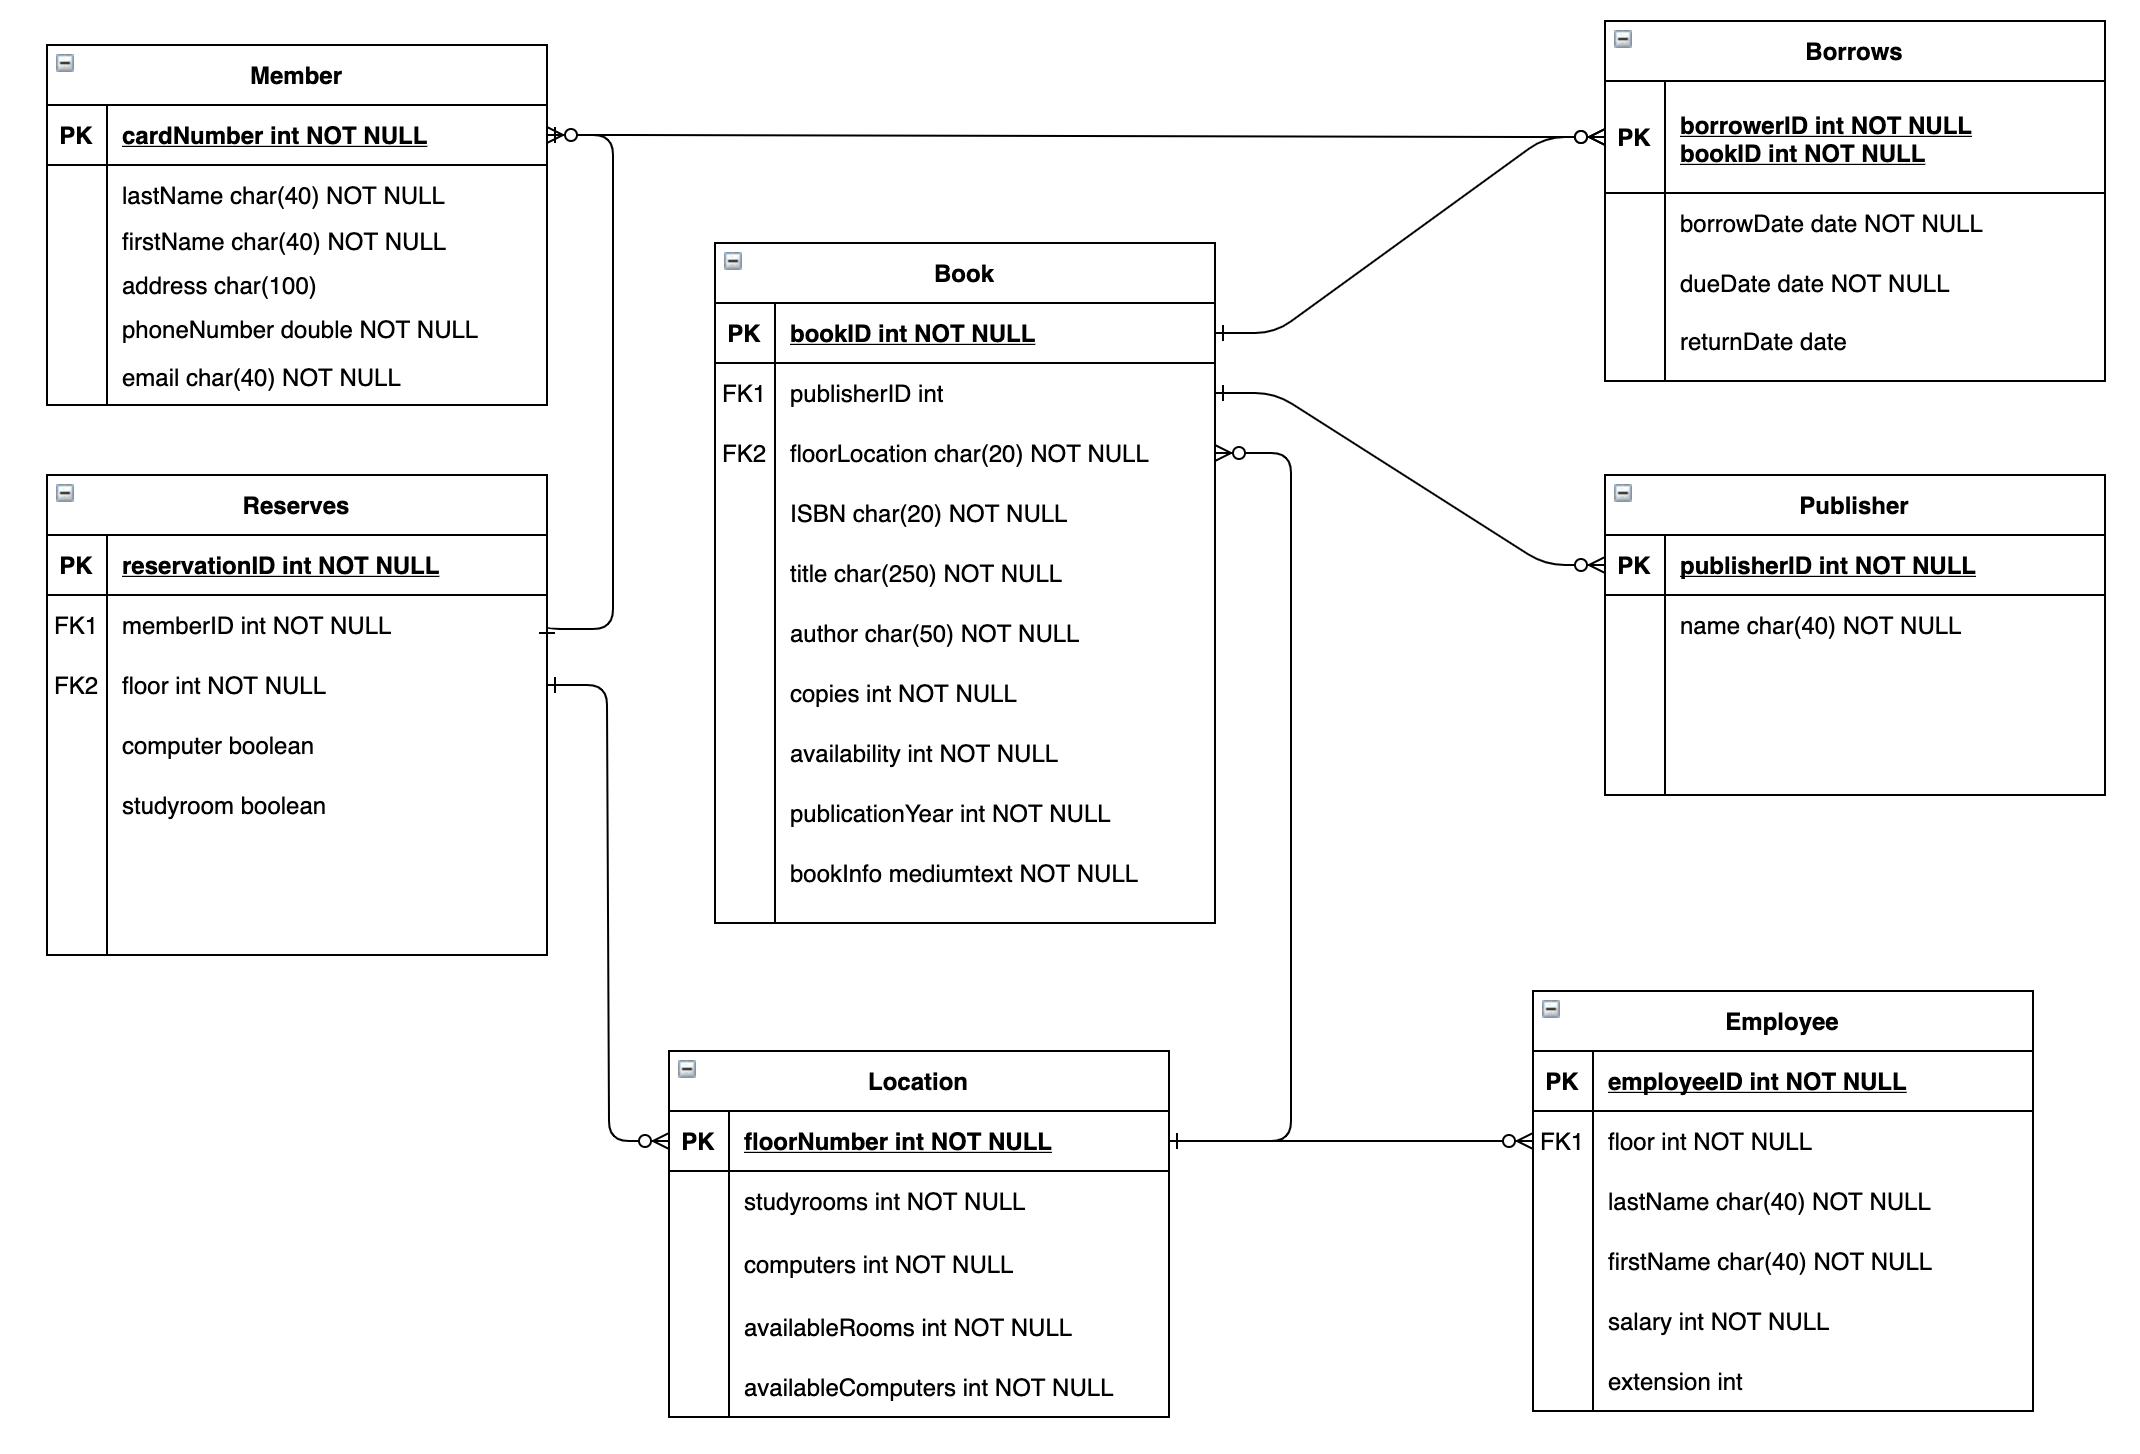 Member
PK cardNumber int NOT NULL
lastName char(40) NOT NULL
firstName char(40) NOT NULL
address char(100)
phoneNumber double NOT NULL
email char(40) NOT NULL
Borrows
PK borrowerID int NOT NULL
bookID int NOT NULL
borrowDate date NOT NULL
dueDate date NOT NULL
returnDate date
Book
PK bookID int NOT NULL
FK1 publisherID int
FK2 floorLocation char(20) NOT NULL
ISBN char(20) NOT NULL
title char(250) NOT NULL
author char(50) NOT NULL
copies int NOT NULL
availability int NOT NULL
publicationYear int NOT NULL
bookInfo mediumtext NOT NULL
Reserves
PK reservationID int NOT NULL
FK1 memberID int NOT NULL
FK2 floor int NOT NULL
computer boolean
studyroom boolean
Publisher
PK publisherID int NOT NULL
name char(40) NOT NULL
Location
PK floorNumber int NOT NULL
studyrooms int NOT NULL
computers int NOT NULL
availableRooms int NOT NULL
availableComputers int NOT NULL
Employee
PK employeeID int NOT NULL
FK1 floor int NOT NULL
lastName char(40) NOT NULL
firstName char(40) NOT NULL
salary int NOT NULL
extension int